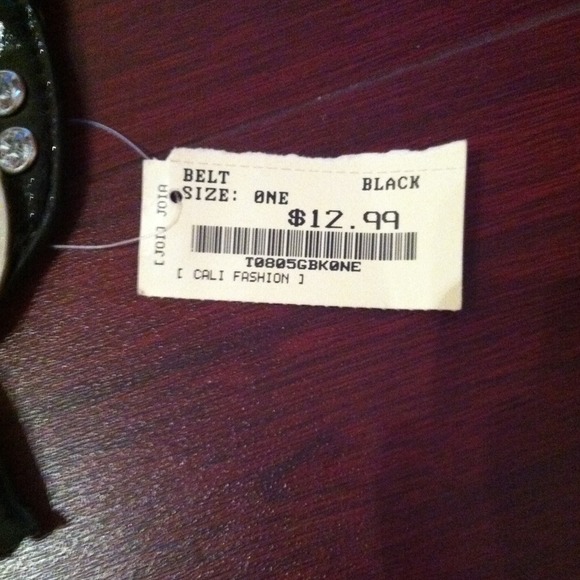 BELT BLACK
SIZE: ONE
$12.99
T0805GBKONE
[ CALI FASHION ]
[JOI] JOIA